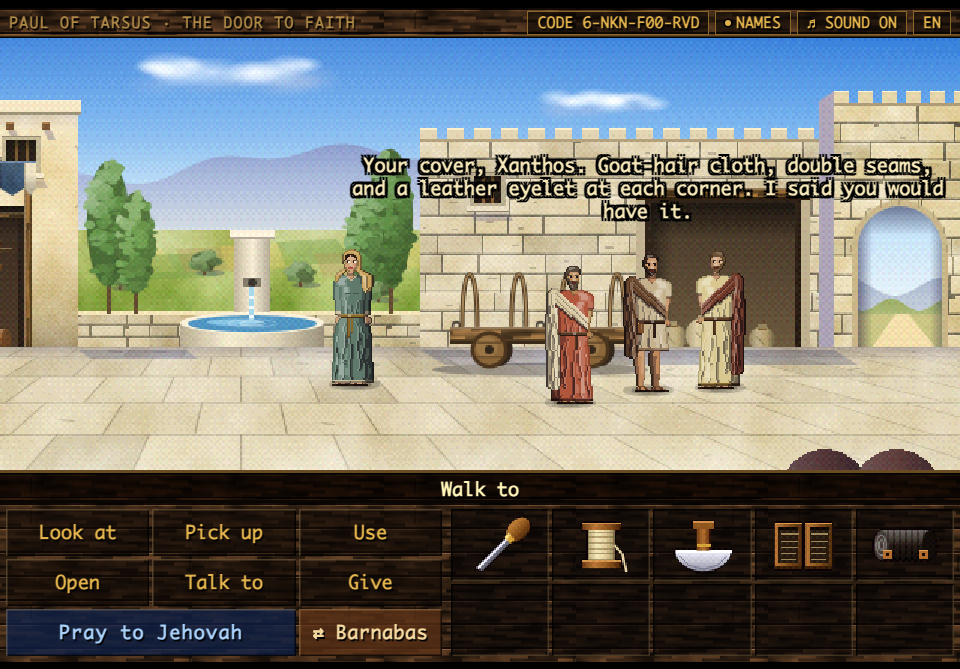 PAUL OF TARSUS · THE DOOR TO FAITH
CODE 6-NKN-F00-RVD
• NAMES
♬ SOUND ON
EN
Your cover, Xanthos. Goat-hair cloth, double seams,
and a leather eyelet at each corner. I said you would
have it.
Walk to
Look at
Pick up
Use
Open
Talk to
Give
Pray to Jehovah
⇄ Barnabas